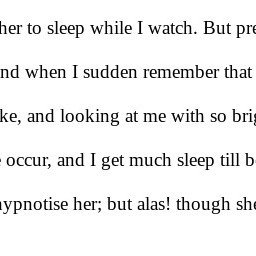 her to sleep while I watch. But pre
nd when I sudden remember that
ke, and looking at me with so brig
occur, and I get much sleep till b
ypnotise her; but alas! though she